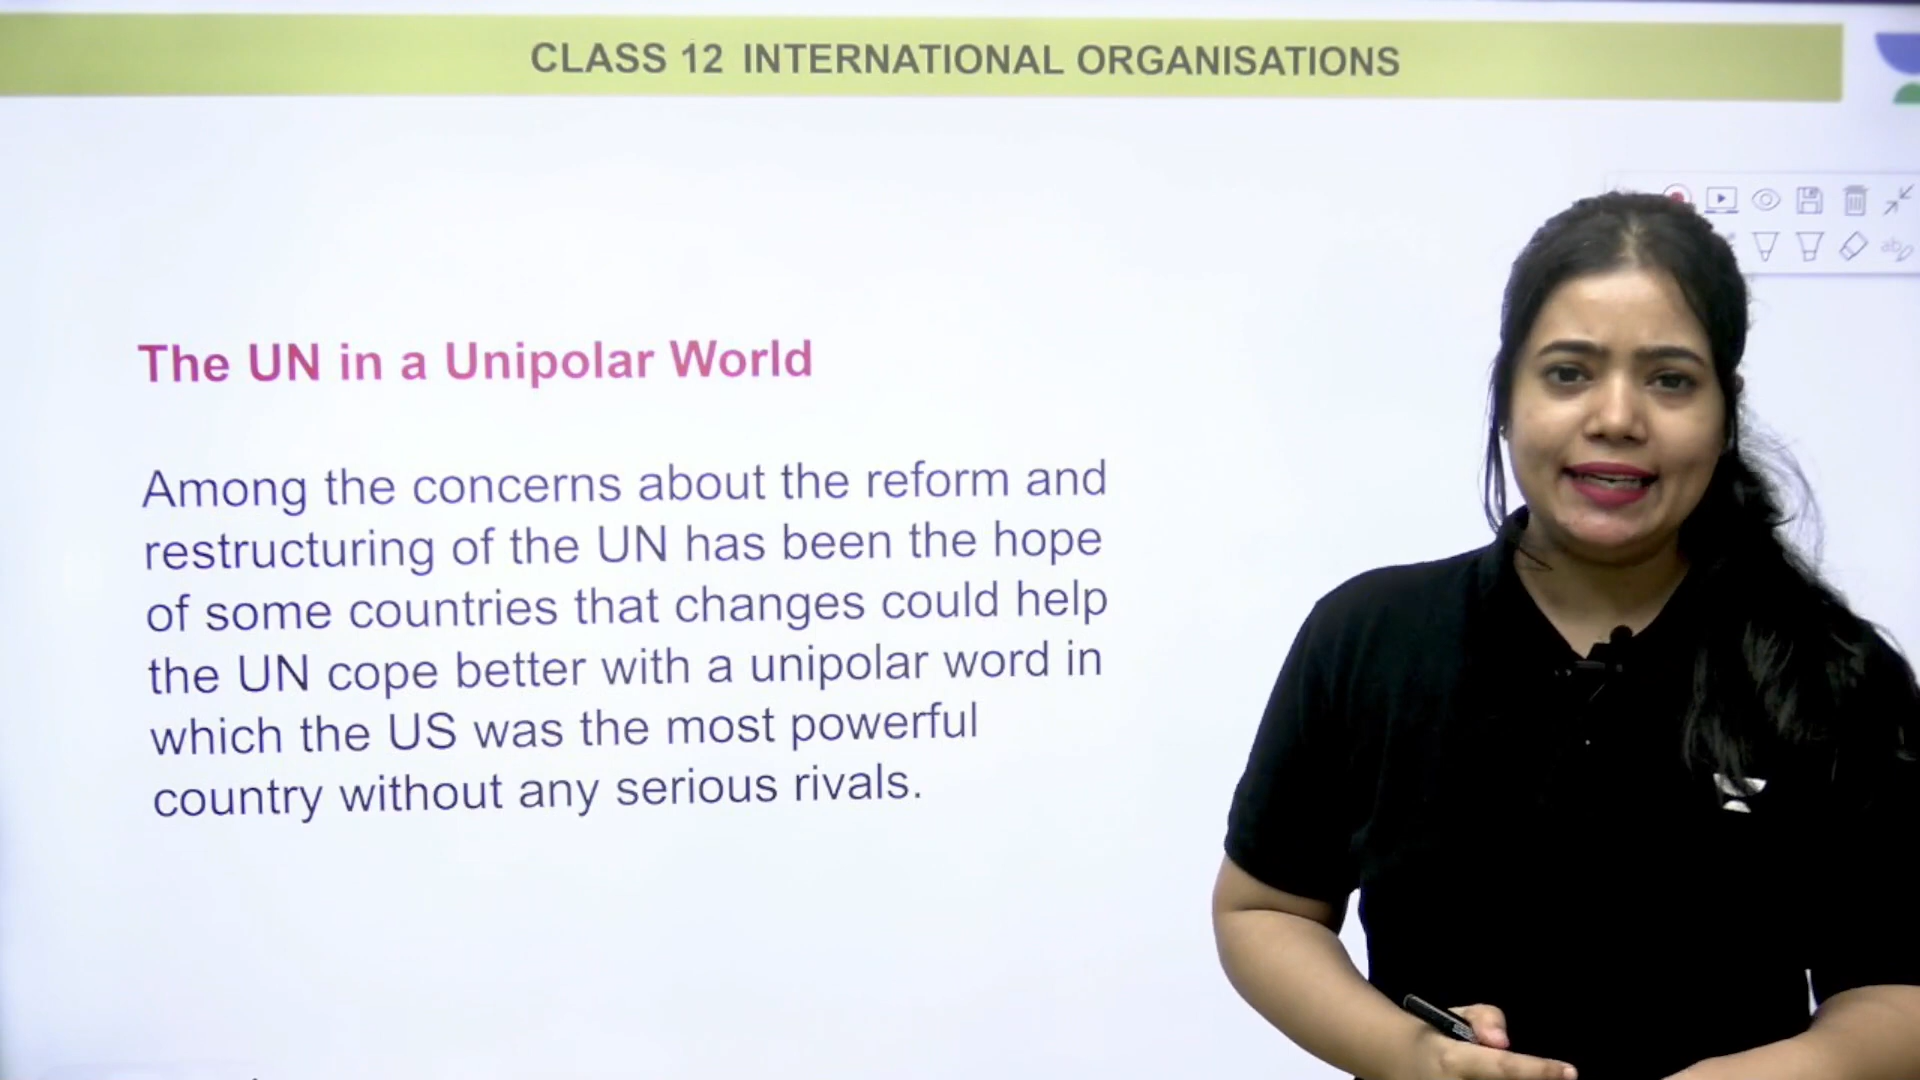 CLASS 12 INTERNATIONAL ORGANISATIONS
The UN in a Unipolar World
Among the concerns about the reform and
restructuring of the UN has been the hope
of some countries that changes could help
the UN cope better with a unipolar word in
which the US was the most powerful
country without any serious rivals.
ab